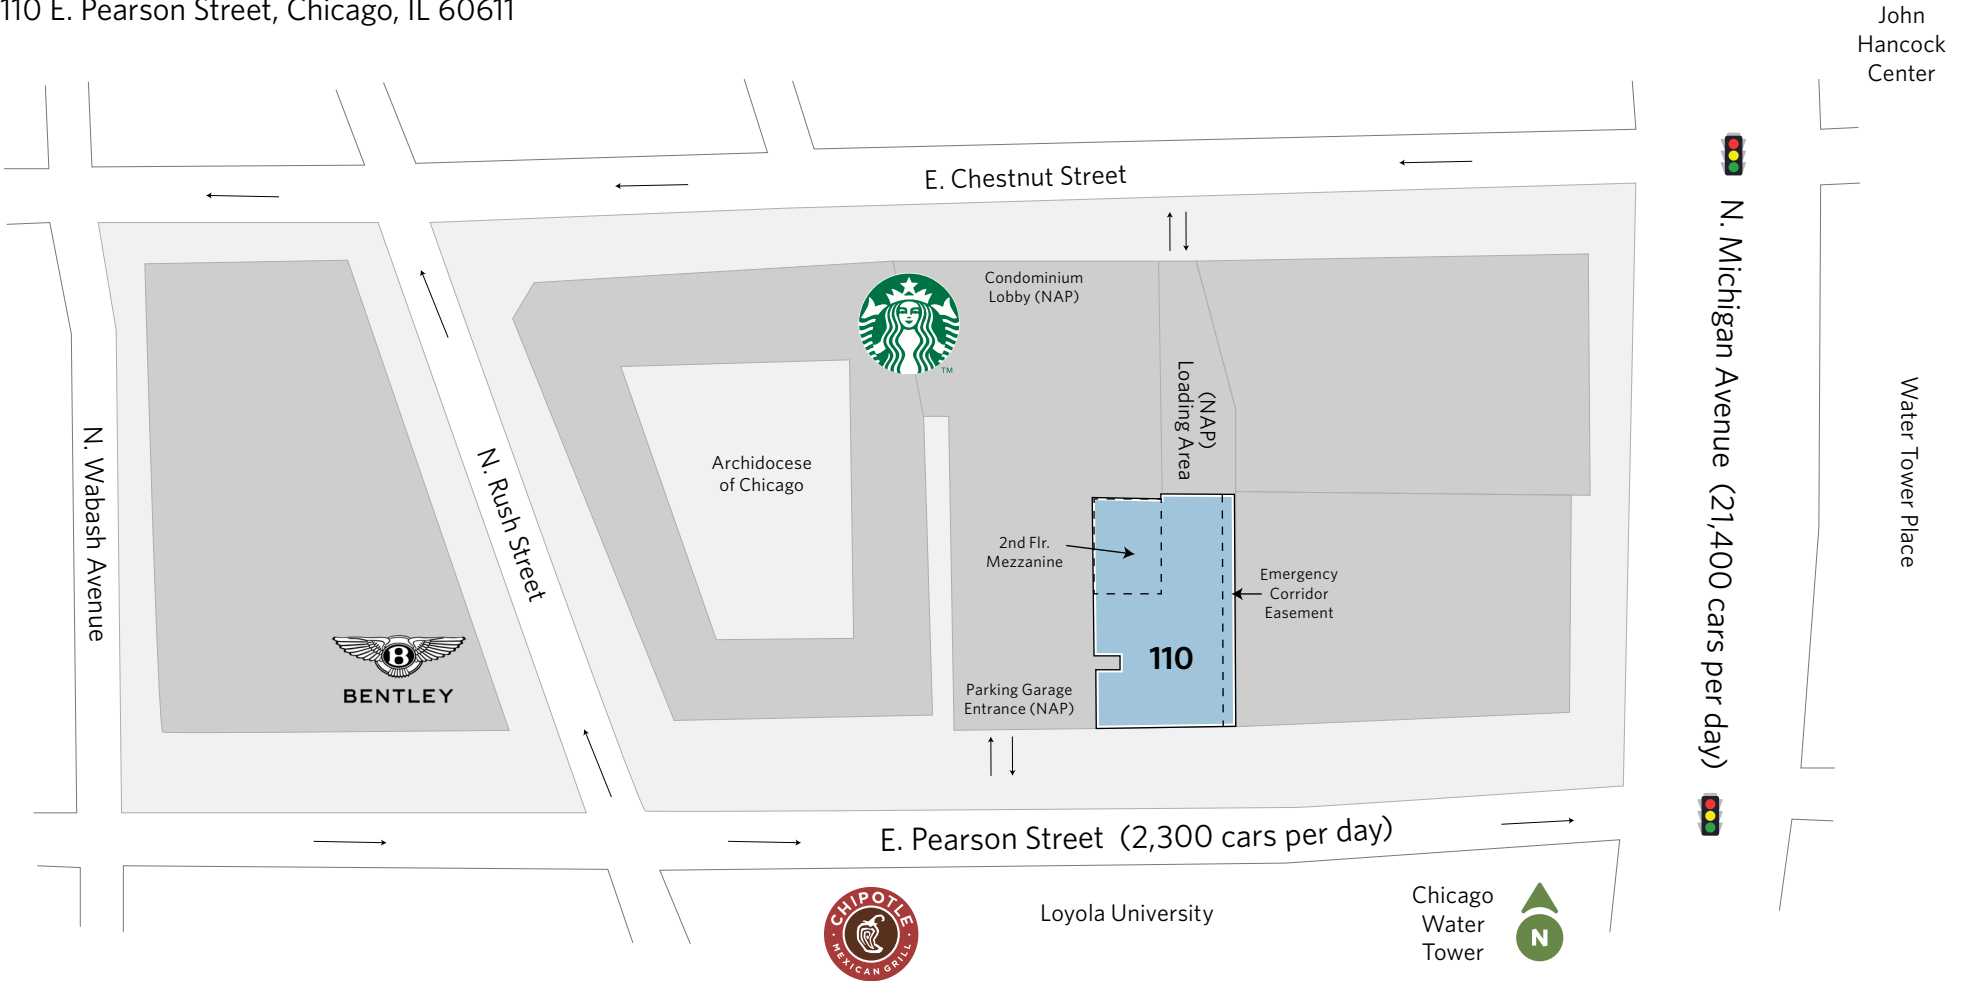 110 E. Pearson Street, Chicago, IL 60611
John
Hancock
Center
E. Chestnut Street
Condominium
Lobby (NAP)
TM
(NAP)
Loading Area
N. Michigan Avenue (21,400 cars per day)
Water Tower Place
N. Wabash Avenue
N. Rush Street
Archidocese
of Chicago
2nd Flr.
Mezzanine
Emergency
Corridor
Easement
110
B
BENTLEY
Parking Garage
Entrance (NAP)
E. Pearson Street (2,300 cars per day)
CHIPOTLE
MEXICAN GRILL
Loyola University
Chicago
Water
Tower
N